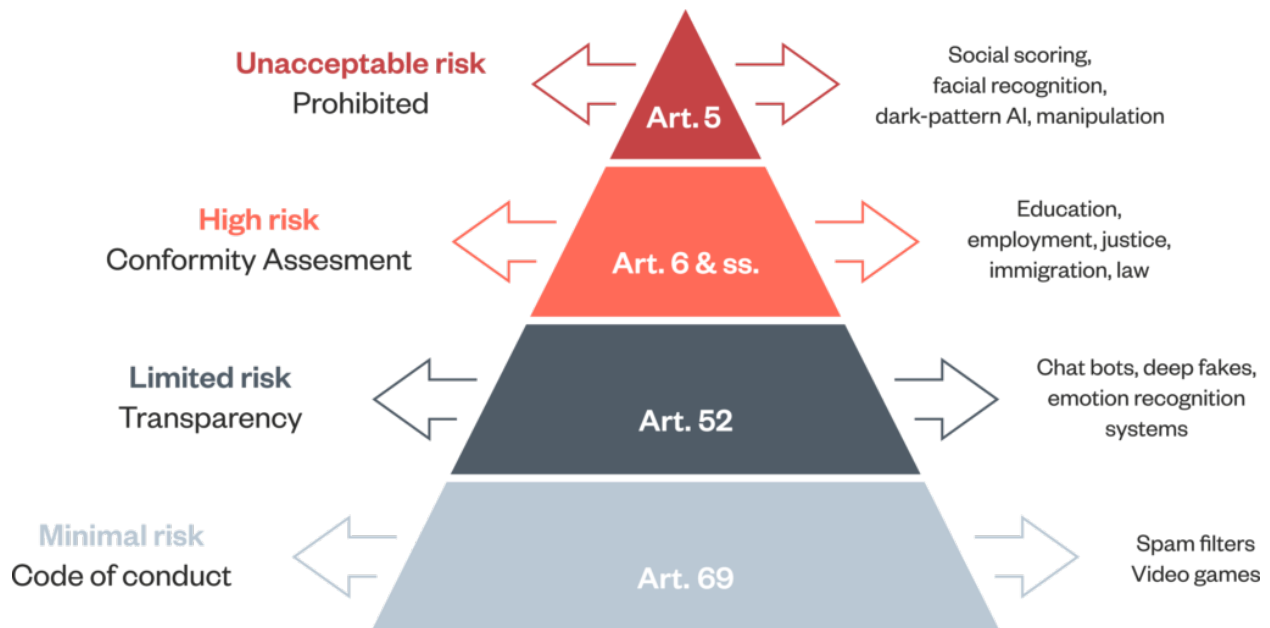 Unacceptable risk
Prohibited
Art. 5
Social scoring,
facial recognition,
dark-pattern AI, manipulation
High risk
Conformity Assesment
Art. 6 & ss.
Education,
employment, justice,
immigration, law
Limited risk
Transparency
Art. 52
Chat bots, deep fakes,
emotion recognition
systems
Minimal risk
Code of conduct
Art. 69
Spam filters
Video games